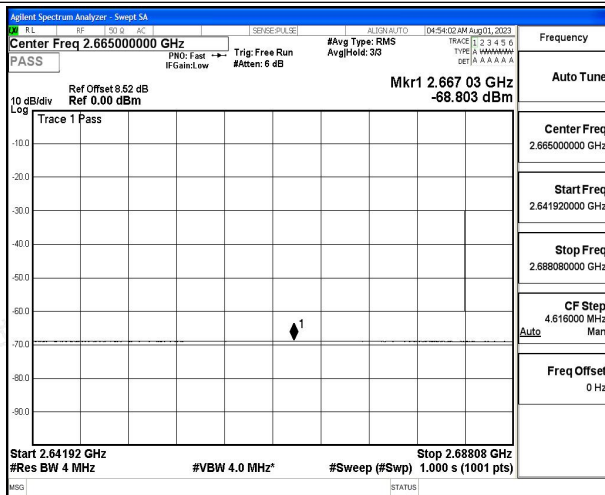 Agilent Spectrum Analyzer - Swept SA
RL RF 50 Ω AC SENSE:PULSE ALIGN AUTO 04:54:02 AM Aug 01, 2023
Center Freq 2.665000000 GHz
PASS
PNO: Fast
IFGain:Low
Trig: Free Run
#Atten: 6 dB
#Avg Type: RMS
Avg|Hold: 3/3
TRACE 1 2 3 4 5 6
TYPE A WWWWW
DET A A A A A A
Ref Offset 8.52 dB
10 dB/div Ref 0.00 dBm
Log
Mkr1 2.667 03 GHz
-68.803 dBm
Trace 1 Pass
-10.0
-20.0
-30.0
-40.0
-50.0
-60.0
-70.0
-80.0
-90.0
1
Start 2.64192 GHz
#Res BW 4 MHz
#VBW 4.0 MHz*
Stop 2.68808 GHz
#Sweep (#Swp) 1.000 s (1001 pts)
MSG
STATUS
Frequency
Auto Tune
Center Freq
2.665000000 GHz
Start Freq
2.641920000 GHz
Stop Freq
2.688080000 GHz
CF Step
4.616000 MHz
Auto Man
Freq Offset
0 Hz